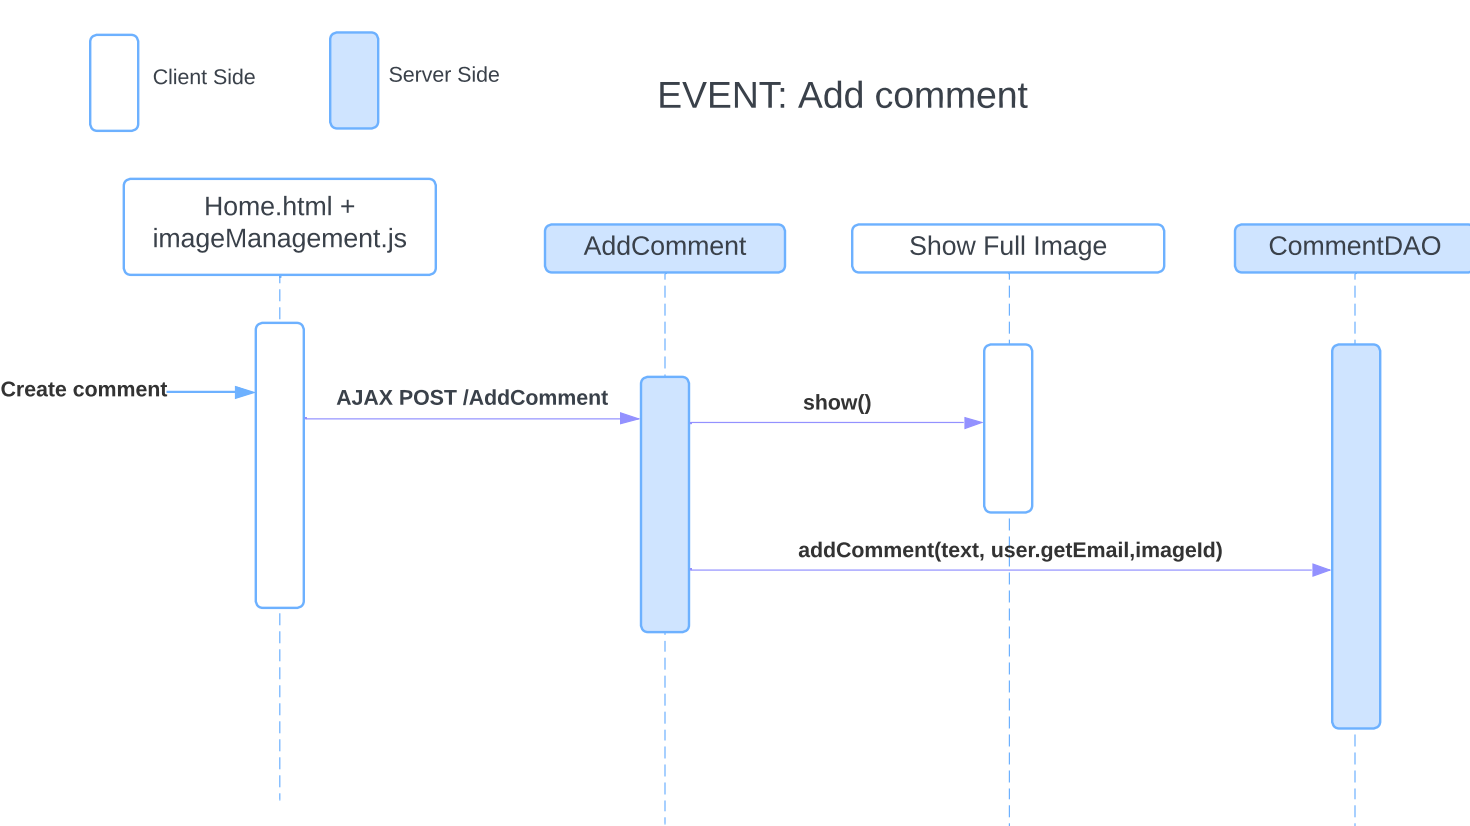 Client Side
Server Side
EVENT: Add comment
Home.html +
imageManagement.js
AddComment
Show Full Image
CommentDAO
Create comment
AJAX POST /AddComment
show()
addComment(text, user.getEmail,imageId)